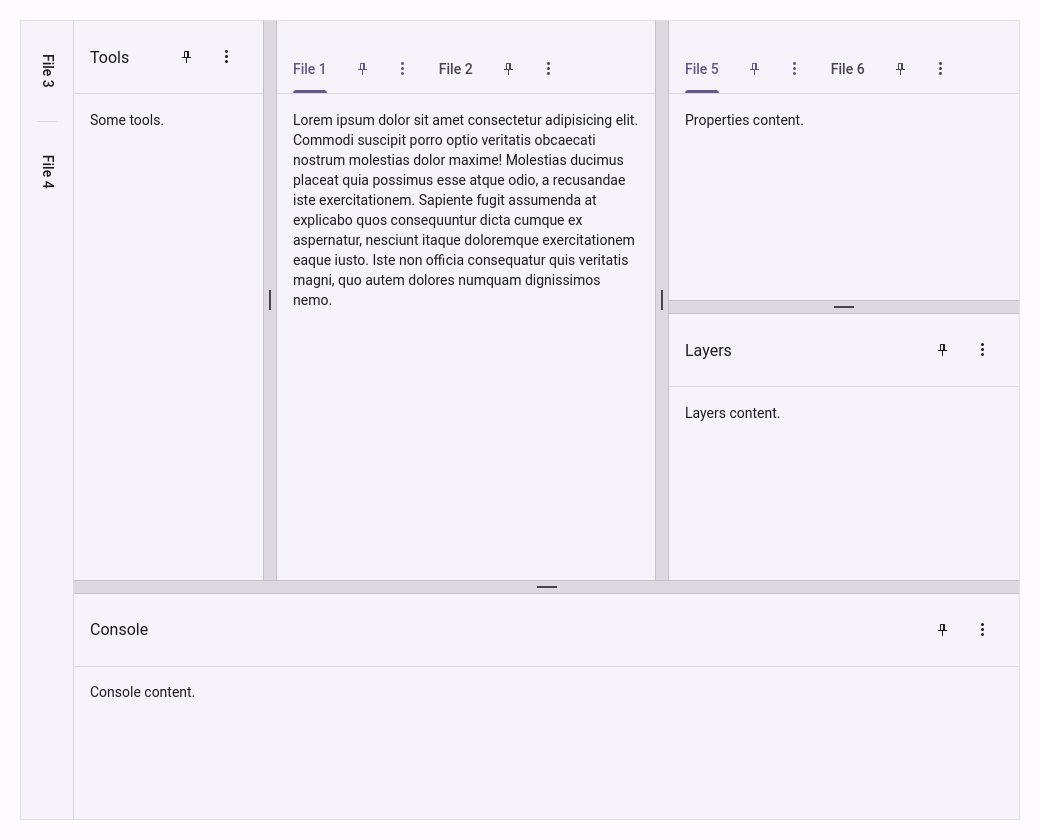 File 3
File 4
Tools
Some tools.
File 1
File 2
Lorem ipsum dolor sit amet consectetur adipisicing elit.
Commodi suscipit porro optio veritatis obcaecati
nostrum molestias dolor maxime! Molestias ducimus
placeat quia possimus esse atque odio, a recusandae
iste exercitationem. Sapiente fugit assumenda at
explicabo quos consequuntur dicta cumque ex
aspernatur, nesciunt itaque doloremque exercitationem
eaque iusto. Iste non officia consequatur quis veritatis
magni, quo autem dolores numquam dignissimos
nemo.
File 5
File 6
Properties content.
Layers
Layers content.
Console
Console content.